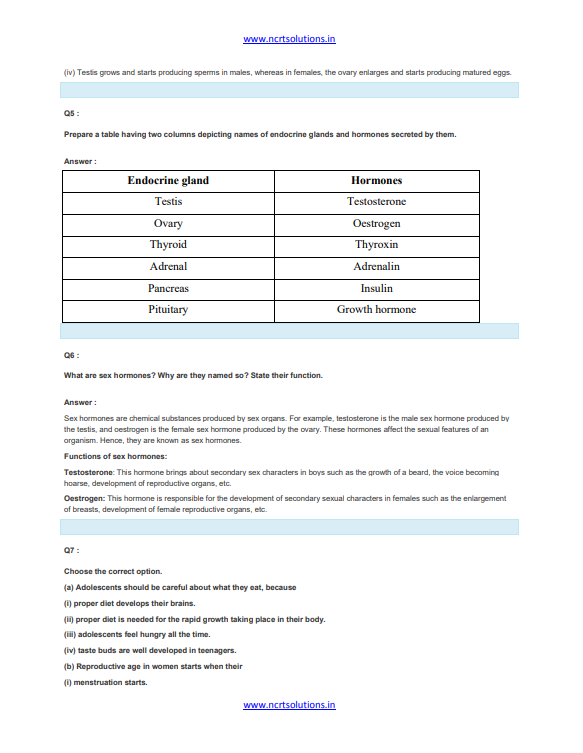 www.ncrtsolutions.in
(iv) Testis grows and starts producing sperms in males, whereas in females, the ovary enlarges and starts producing matured eggs.
Q5 :
Prepare a table having two columns depicting names of endocrine glands and hormones secreted by them.
Answer :
Endocrine gland Hormones
Testis Testosterone
Ovary Oestrogen
Thyroid Thyroxin
Adrenal Adrenalin
Pancreas Insulin
Pituitary Growth hormone
Q6 :
What are sex hormones? Why are they named so? State their function.
Answer :
Sex hormones are chemical substances produced by sex organs. For example, testosterone is the male sex hormone produced by
the testis, and oestrogen is the female sex hormone produced by the ovary. These hormones affect the sexual features of an
organism. Hence, they are known as sex hormones.
Functions of sex hormones:
Testosterone: This hormone brings about secondary sex characters in boys such as the growth of a beard, the voice becoming
hoarse, development of reproductive organs, etc.
Oestrogen: This hormone is responsible for the development of secondary sexual characters in females such as the enlargement
of breasts, development of female reproductive organs, etc.
Q7 :
Choose the correct option.
(a) Adolescents should be careful about what they eat, because
(i) proper diet develops their brains.
(ii) proper diet is needed for the rapid growth taking place in their body.
(iii) adolescents feel hungry all the time.
(iv) taste buds are well developed in teenagers.
(b) Reproductive age in women starts when their
(i) menstruation starts.
www.ncrtsolutions.in